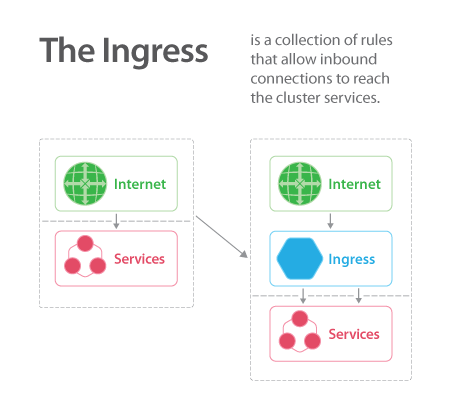 The Ingress
is a collection of rules
that allow inbound
connections to reach
the cluster services.
Internet
Services
Internet
Ingress
Services